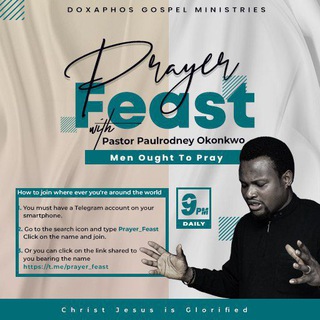 DOXAPHOS GOSPEL MINISTRIES
Prayer
Feast
with
Pastor Paulrodney Okonkwo
Men Ought To Pray
How to join where ever you're around the world
1. You must have a Telegram account on your
smartphone.
2. Go to the search icon and type Prayer_Feast
Click on the name and join.
3. Or you can click on the link shared to
you bearing the name
https://t.me/prayer_feast
9PM
DAILY
Christ Jesus is Glorified